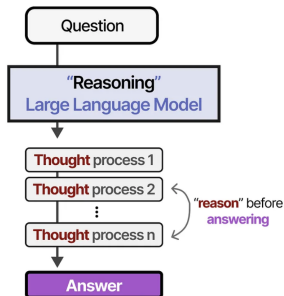 Question
“Reasoning”
Large Language Model
Thought process 1
Thought process 2
⋮
Thought process n
“reason” before
answering
Answer